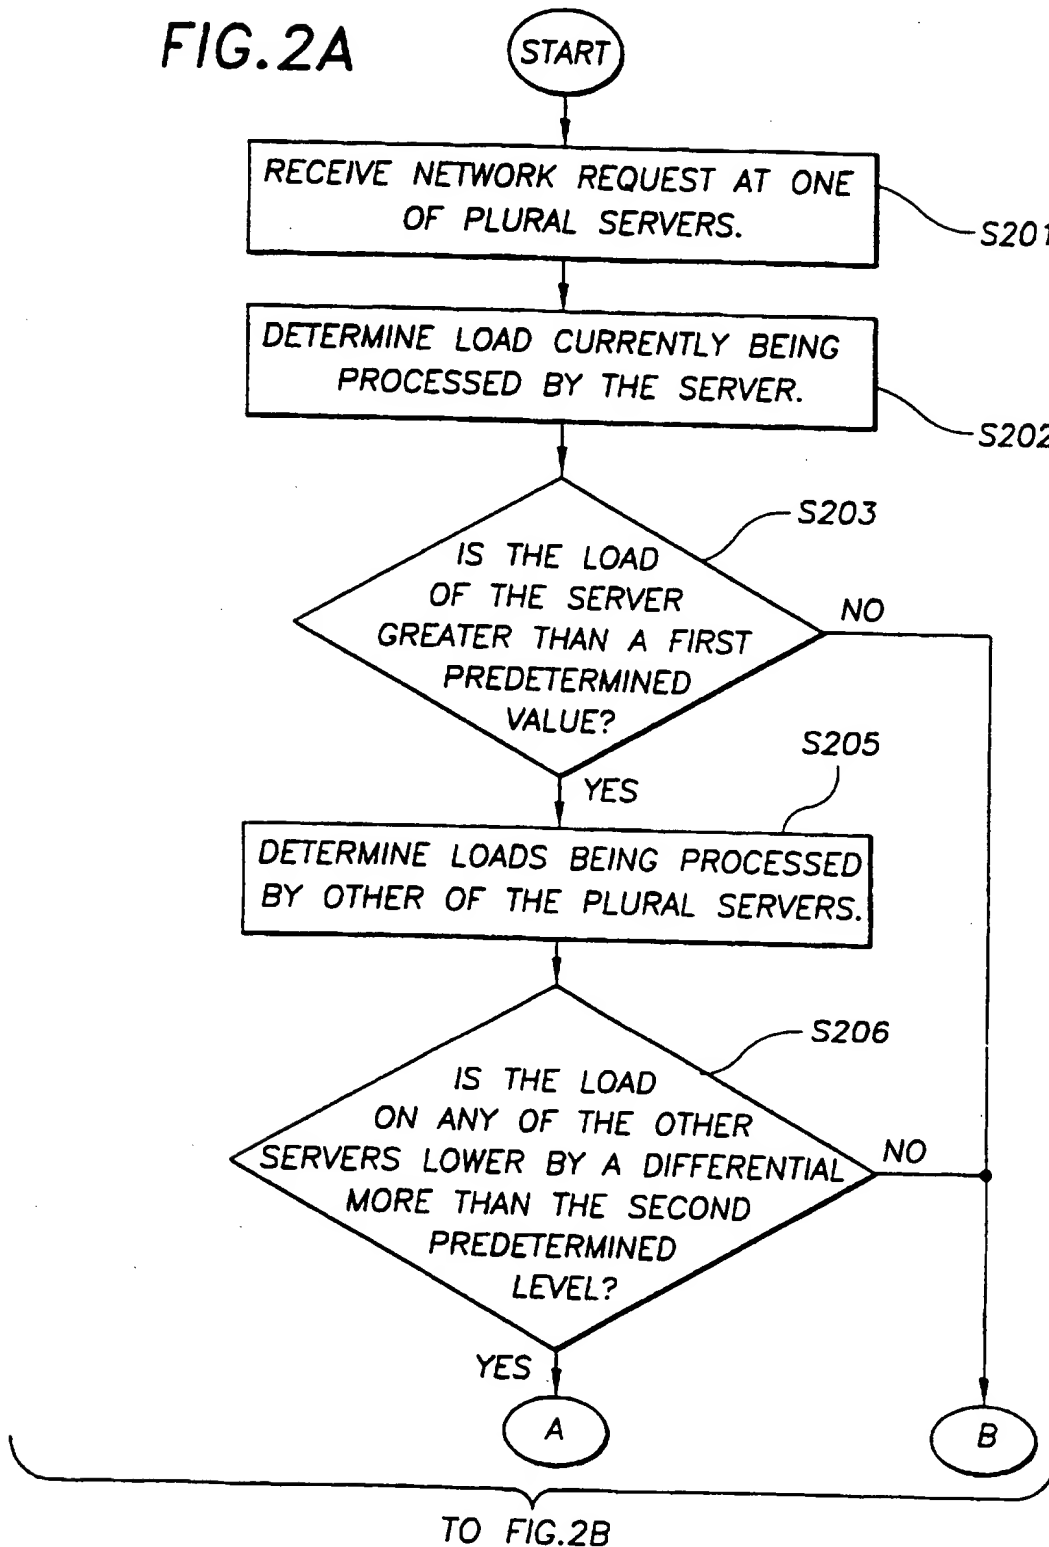 FIG.2A
START
RECEIVE NETWORK REQUEST AT ONE
OF PLURAL SERVERS.
S201
DETERMINE LOAD CURRENTLY BEING
PROCESSED BY THE SERVER.
S202
S203
IS THE LOAD
OF THE SERVER
GREATER THAN A FIRST
PREDETERMINED
VALUE?
NO
YES
S205
DETERMINE LOADS BEING PROCESSED
BY OTHER OF THE PLURAL SERVERS.
S206
IS THE LOAD
ON ANY OF THE OTHER
SERVERS LOWER BY A DIFFERENTIAL
MORE THAN THE SECOND
PREDETERMINED
LEVEL?
NO
YES
A
B
TO FIG.2B